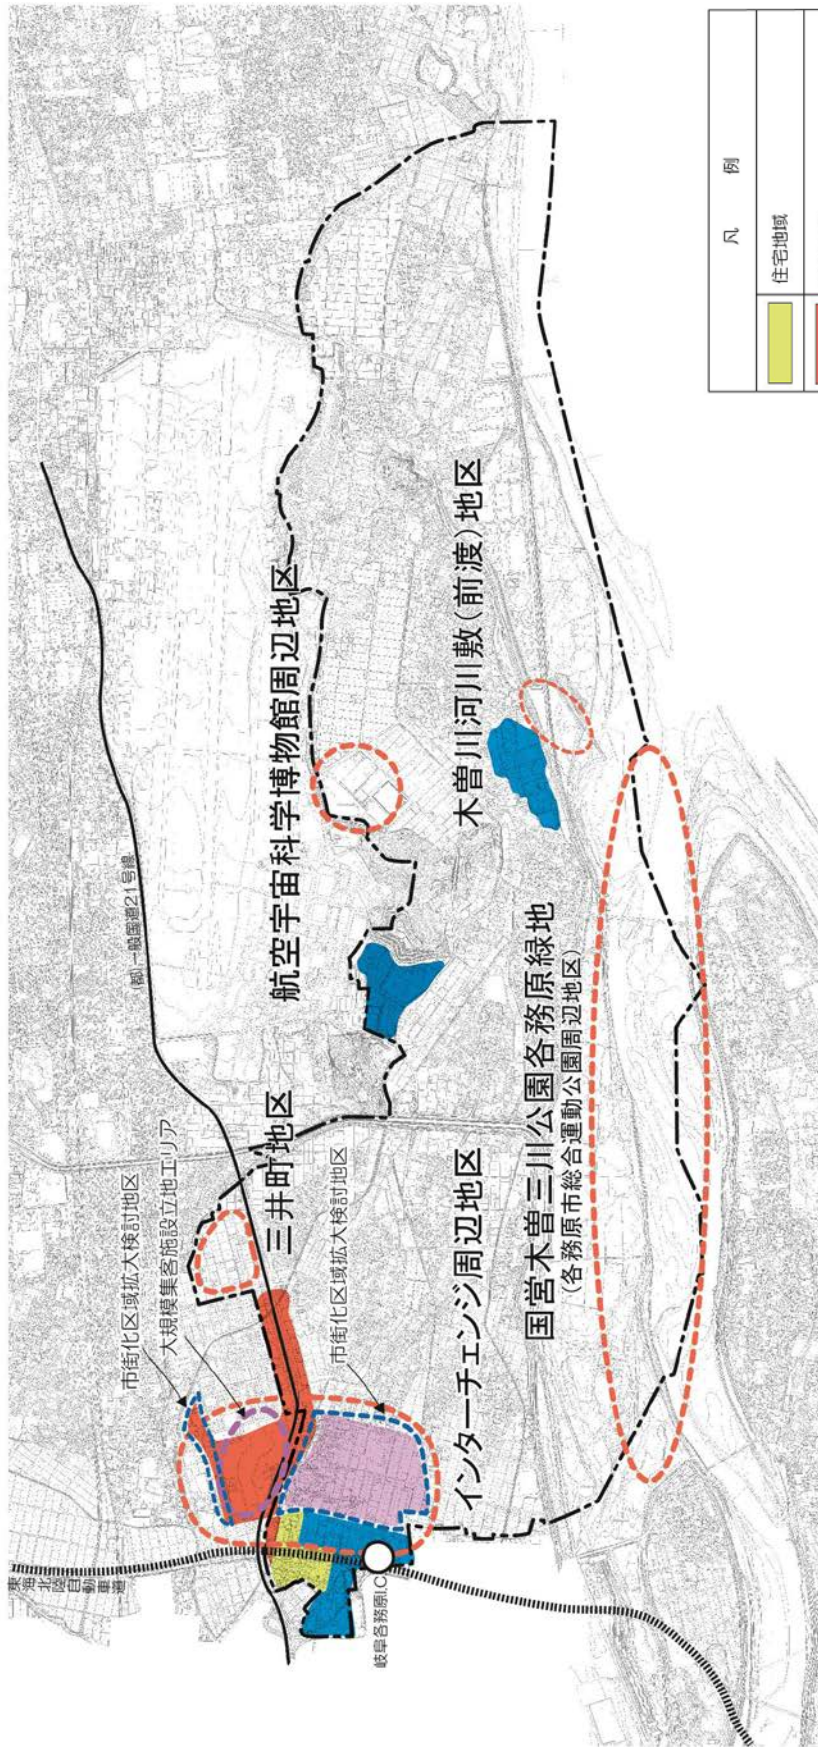 東海北陸自動車道
岐阜各務原I.C.
市街化区域拡大検討地区
大規模集客施設立地エリア
市街化区域拡大検討地区
インターチェンジ周辺地区
三井町地区
(都)一般国道21号線
航空宇宙科学博物館周辺地区
木曽川河川敷(前渡)地区
国営木曽三川公園各務原緑地
(各務原市総合運動公園周辺地区)
凡 例
住宅地域